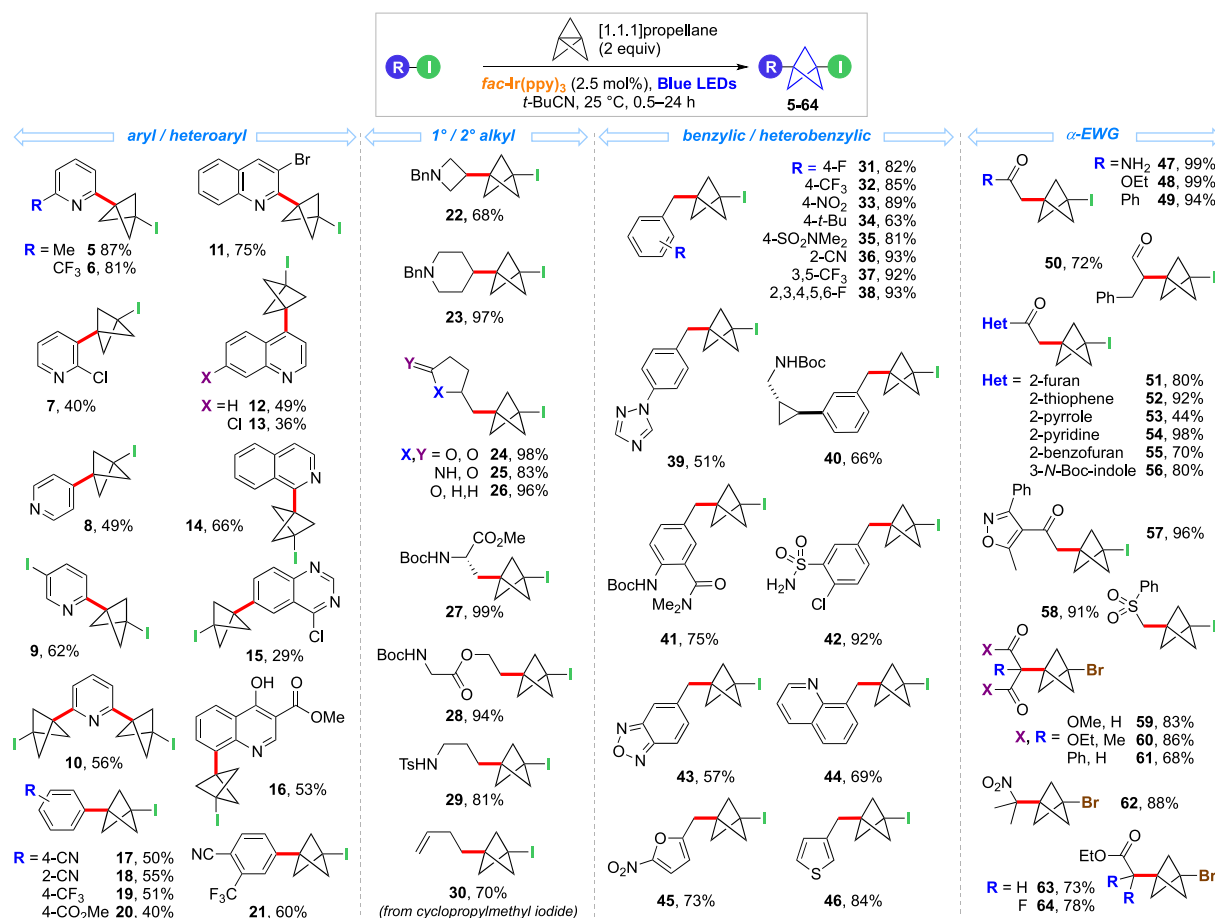 [1.1.1]propellane
(2 equiv)
R I
fac-Ir(ppy)3 (2.5 mol%), Blue LEDs
t-BuCN, 25 °C, 0.5–24 h
R I
5-64
aryl / heteroaryl
R
N
I
R = Me 5 87%
CF3 6, 81%
Br
N
I
11, 75%
I
N
Cl
7, 40%
I
X
N
X = H 12, 49%
Cl 13, 36%
I
N
8, 49%
N
I
14, 66%
I
N
I
9, 62%
N
N
I
Cl
15, 29%
N
I
I
10, 56%
OH O
OMe
N
I
16, 53%
R
I
R = 4-CN 17, 50%
2-CN 18, 55%
4-CF3 19, 51%
4-CO2Me 20, 40%
NC
F3C
I
21, 60%
1° / 2° alkyl
BnN
I
22, 68%
BnN
I
23, 97%
Y
X
I
X,Y = O, O 24, 98%
NH, O 25, 83%
O, H,H 26, 96%
CO2Me
BocHN
I
27, 99%
BocHN
O
O
I
28, 94%
TsHN
I
29, 81%
I
30, 70%
(from cyclopropylmethyl iodide)
benzylic / heterobenzylic
I
R
R = 4-F 31, 82%
4-CF3 32, 85%
4-NO2 33, 89%
4-t-Bu 34, 63%
4-SO2NMe2 35, 81%
2-CN 36, 93%
3,5-CF3 37, 92%
2,3,4,5,6-F 38, 93%
I
N
N
N
39, 51%
NHBoc
I
40, 66%
I
BocHN
O
NMe2
41, 75%
I
O
O
S
H2N
Cl
42, 92%
I
N
O
N
43, 57%
N
I
44, 69%
I
O
O2N
45, 73%
I
S
46, 84%
α-EWG
O
R
I
R = NH2 47, 99%
OEt 48, 99%
Ph 49, 94%
50, 72%
O
Ph
I
O
Het
I
Het = 2-furan 51, 80%
2-thiophene 52, 92%
2-pyrrole 53, 44%
2-pyridine 54, 98%
2-benzofuran 55, 70%
3-N-Boc-indole 56, 80%
Ph
N
O
O
I
57, 96%
58, 91%
Ph
O
S
O
I
X
O
R
Br
X
O
X, R = OMe, H 59, 83%
OEt, Me 60, 86%
Ph, H 61, 68%
NO2
Br
62, 88%
EtO
O
Br
R
R
R = H 63, 73%
F 64, 78%